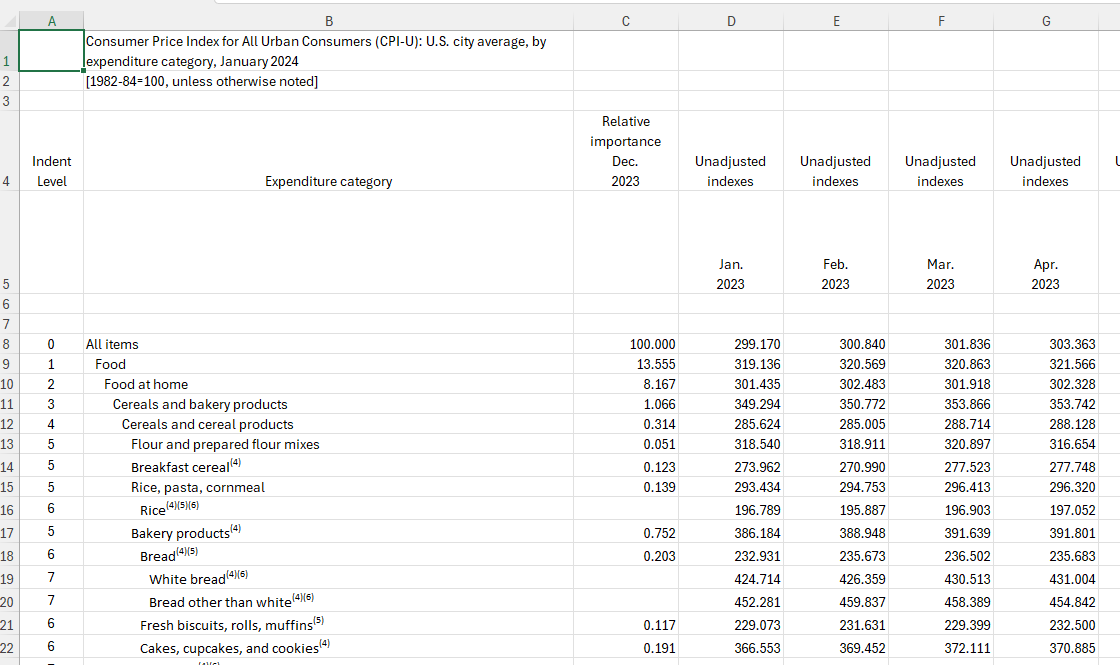 A B C D E F G
1 Consumer Price Index for All Urban Consumers (CPI-U): U.S. city average, by
expenditure category, January 2024
2 [1982-84=100, unless otherwise noted]
3
Relative
importance
Indent Dec. Unadjusted Unadjusted Unadjusted Unadjusted
4 Level Expenditure category 2023 indexes indexes indexes indexes
Jan. Feb. Mar. Apr.
5 2023 2023 2023 2023
6
7
8 0 All items 100.000 299.170 300.840 301.836 303.363
9 1 Food 13.555 319.136 320.569 320.863 321.566
10 2 Food at home 8.167 301.435 302.483 301.918 302.328
11 3 Cereals and bakery products 1.066 349.294 350.772 353.866 353.742
12 4 Cereals and cereal products 0.314 285.624 285.005 288.714 288.128
13 5 Flour and prepared flour mixes 0.051 318.540 318.911 320.897 316.654
14 5 Breakfast cereal(4) 0.123 273.962 270.990 277.523 277.748
15 5 Rice, pasta, cornmeal 0.139 293.434 294.753 296.413 296.320
16 6 Rice(4)(5)(6) 196.789 195.887 196.903 197.052
17 5 Bakery products(4) 0.752 386.184 388.948 391.639 391.801
18 6 Bread(4)(5) 0.203 232.931 235.673 236.502 235.683
19 7 White bread(4)(6) 424.714 426.359 430.513 431.004
20 7 Bread other than white(4)(6) 452.281 459.837 458.389 454.842
21 6 Fresh biscuits, rolls, muffins(5) 0.117 229.073 231.631 229.399 232.500
22 6 Cakes, cupcakes, and cookies(4) 0.191 366.553 369.452 372.111 370.885